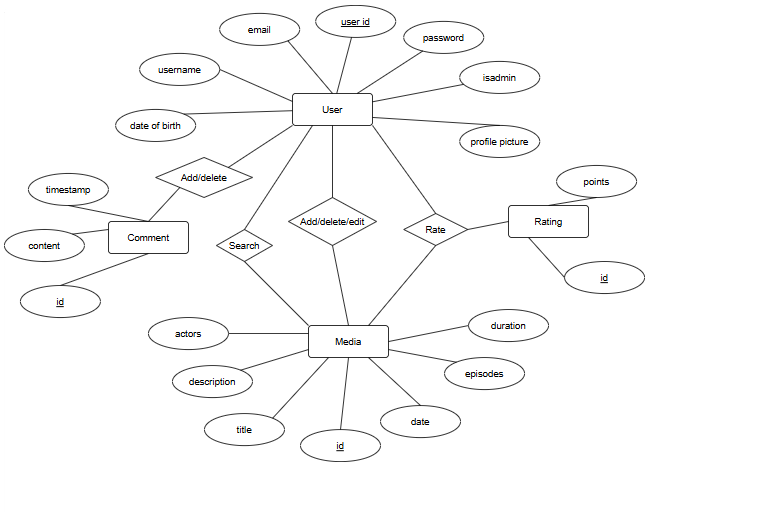 user id
email
password
username
isadmin
User
date of birth
profile picture
Add/delete
timestamp
points
Comment
Search
Add/delete/edit
Rate
Rating
content
id
id
actors
Media
duration
description
episodes
title
date
id